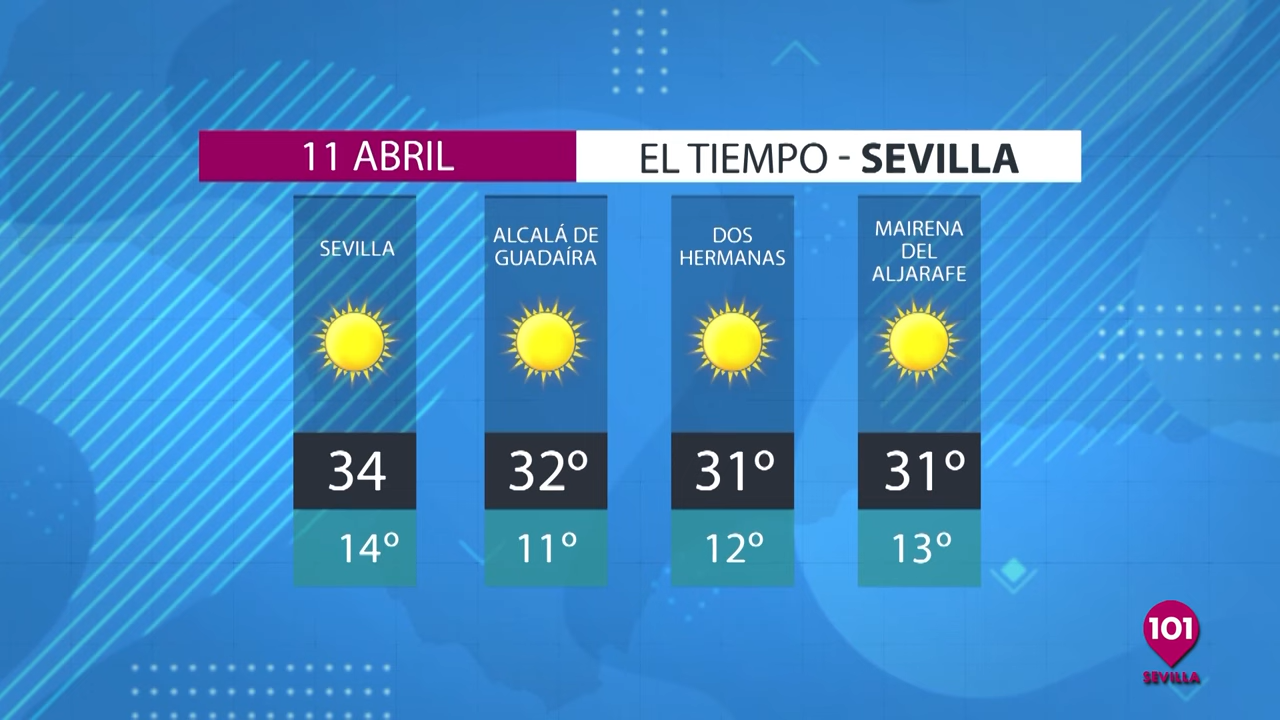 11 ABRIL
EL TIEMPO - SEVILLA
SEVILLA
34
14º
ALCALÁ DE
GUADAÍRA
32º
11º
DOS
HERMANAS
31º
12º
MAIRENA
DEL
ALJARAFE
31º
13º
101
SEVILLA